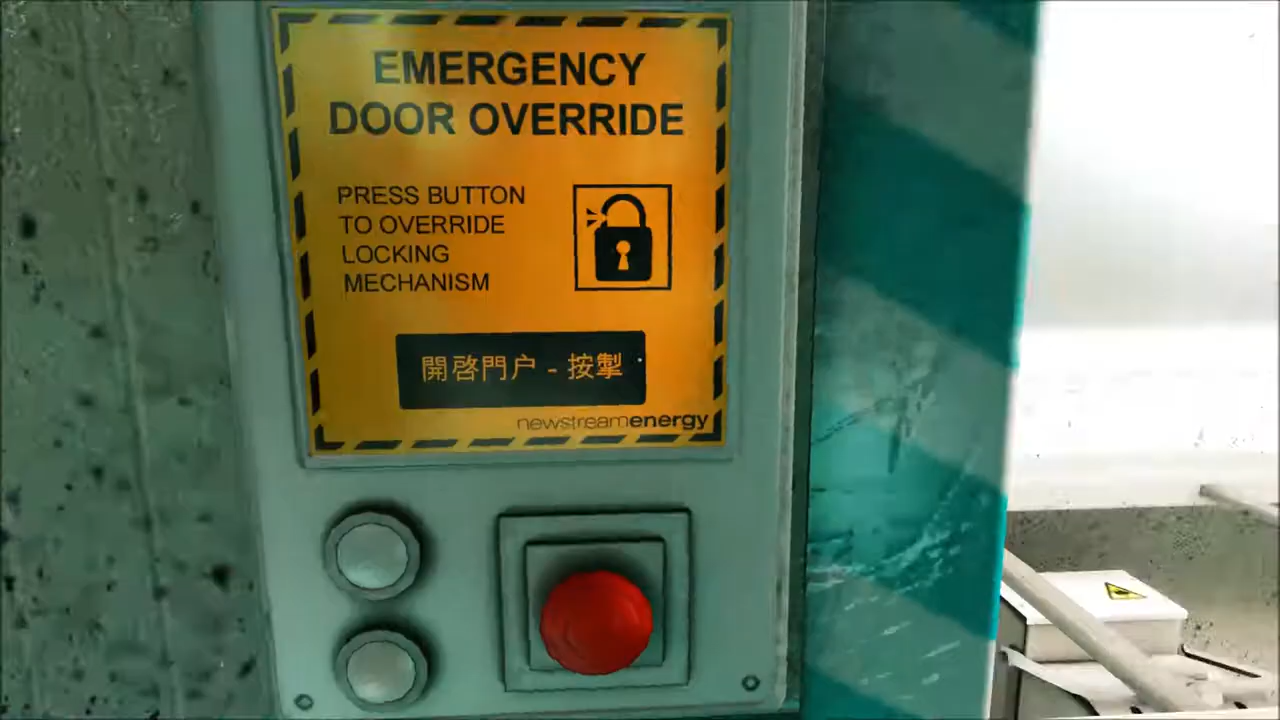 EMERGENCY
DOOR OVERRIDE
PRESS BUTTON
TO OVERRIDE
LOCKING
MECHANISM
開啓門户 - 按掣
newstreamenergy